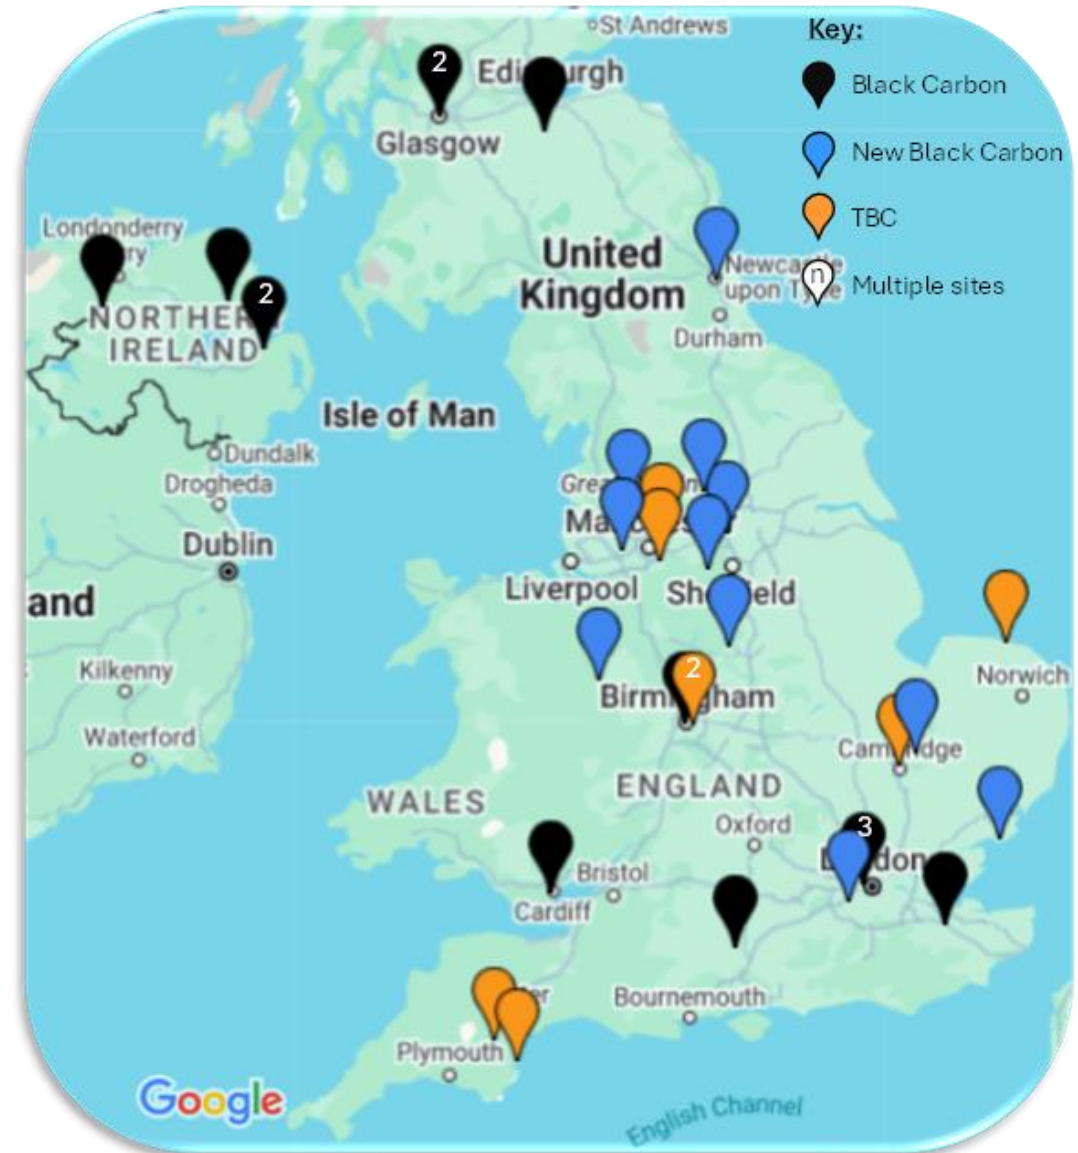 St Andrews
Key:
2
Black Carbon
Glasgow
New Black Carbon
Londonderry
TBC
United
Kingdom
n
Multiple sites
2
NORTHER
IRELAND
Durham
Isle of Man
Dundalk
Drogheda
Dublin
Liverpool
and
Kilkenny
Norwich
2
Waterford
WALES
ENGLAND
Oxford
3
Bristol
Cardiff
Bournemouth
Plymouth
Google
English Channel